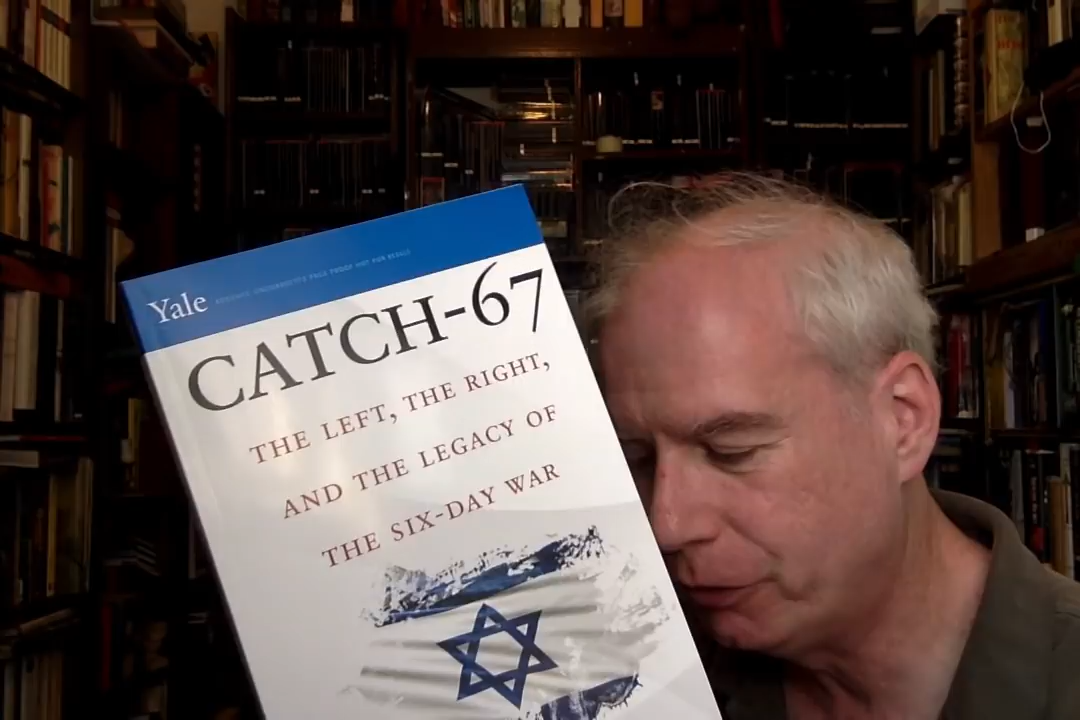 Yale
CATCH-67
THE LEFT, THE RIGHT,
AND THE LEGACY OF
THE SIX-DAY WAR